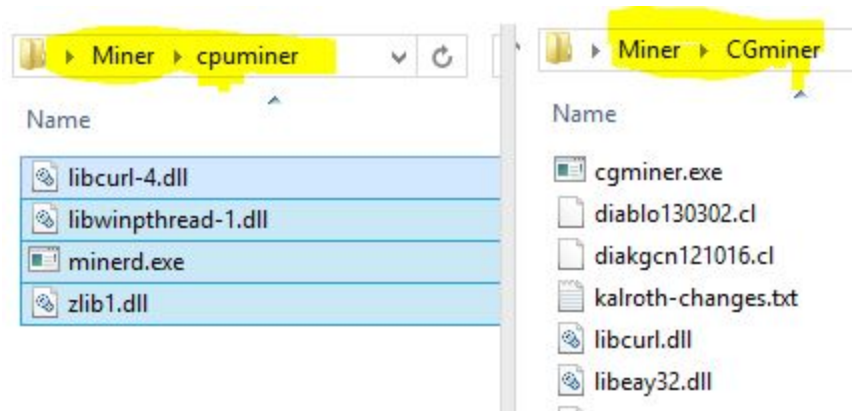 Miner cpuminer
Name
libcurl-4.dll
libwinpthread-1.dll
minerd.exe
zlib1.dll
Miner CGminer
Name
cgminer.exe
diablo130302.cl
diakgcn121016.cl
kalroth-changes.txt
libcurl.dll
libeay32.dll